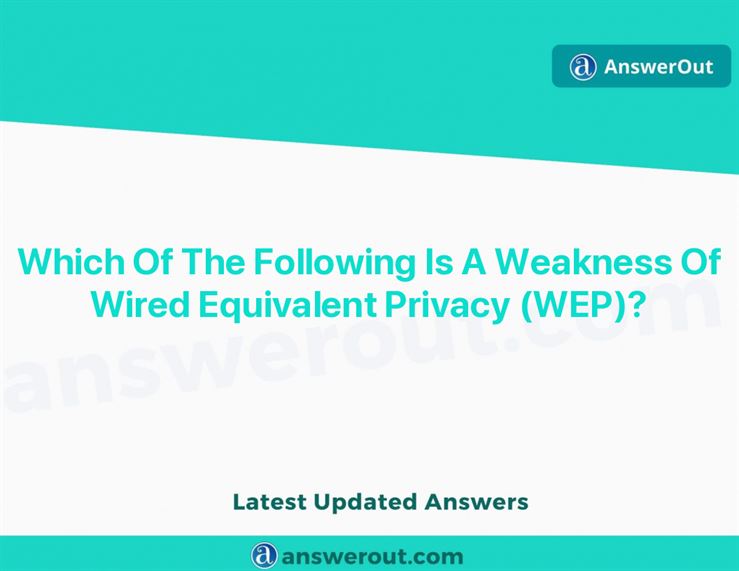 AnswerOut
Which Of The Following Is A Weakness Of
Wired Equivalent Privacy (WEP)?
answerout.com
Latest Updated Answers
answerout.com